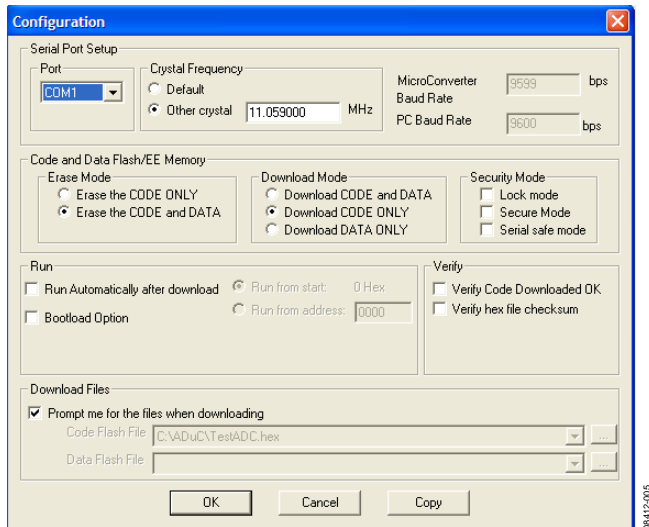 Configuration
Serial Port Setup
Port
COM1
Crystal Frequency
Default
Other crystal 11.059000 MHz
MicroConverter Baud Rate 9599 bps
PC Baud Rate 9600 bps
Code and Data Flash/EE Memory
Erase Mode
Erase the CODE ONLY
Erase the CODE and DATA
Download Mode
Download CODE and DATA
Download CODE ONLY
Download DATA ONLY
Security Mode
Lock mode
Secure Mode
Serial safe mode
Run
Run Automatically after download
Bootload Option
Run from start: 0 Hex
Run from address: 0000
Verify
Verify Code Downloaded OK
Verify hex file checksum
Download Files
Prompt me for the files when downloading
Code Flash File C:\ADuC\TestADC.hex ...
Data Flash File ...
OK Cancel Copy
08412-005